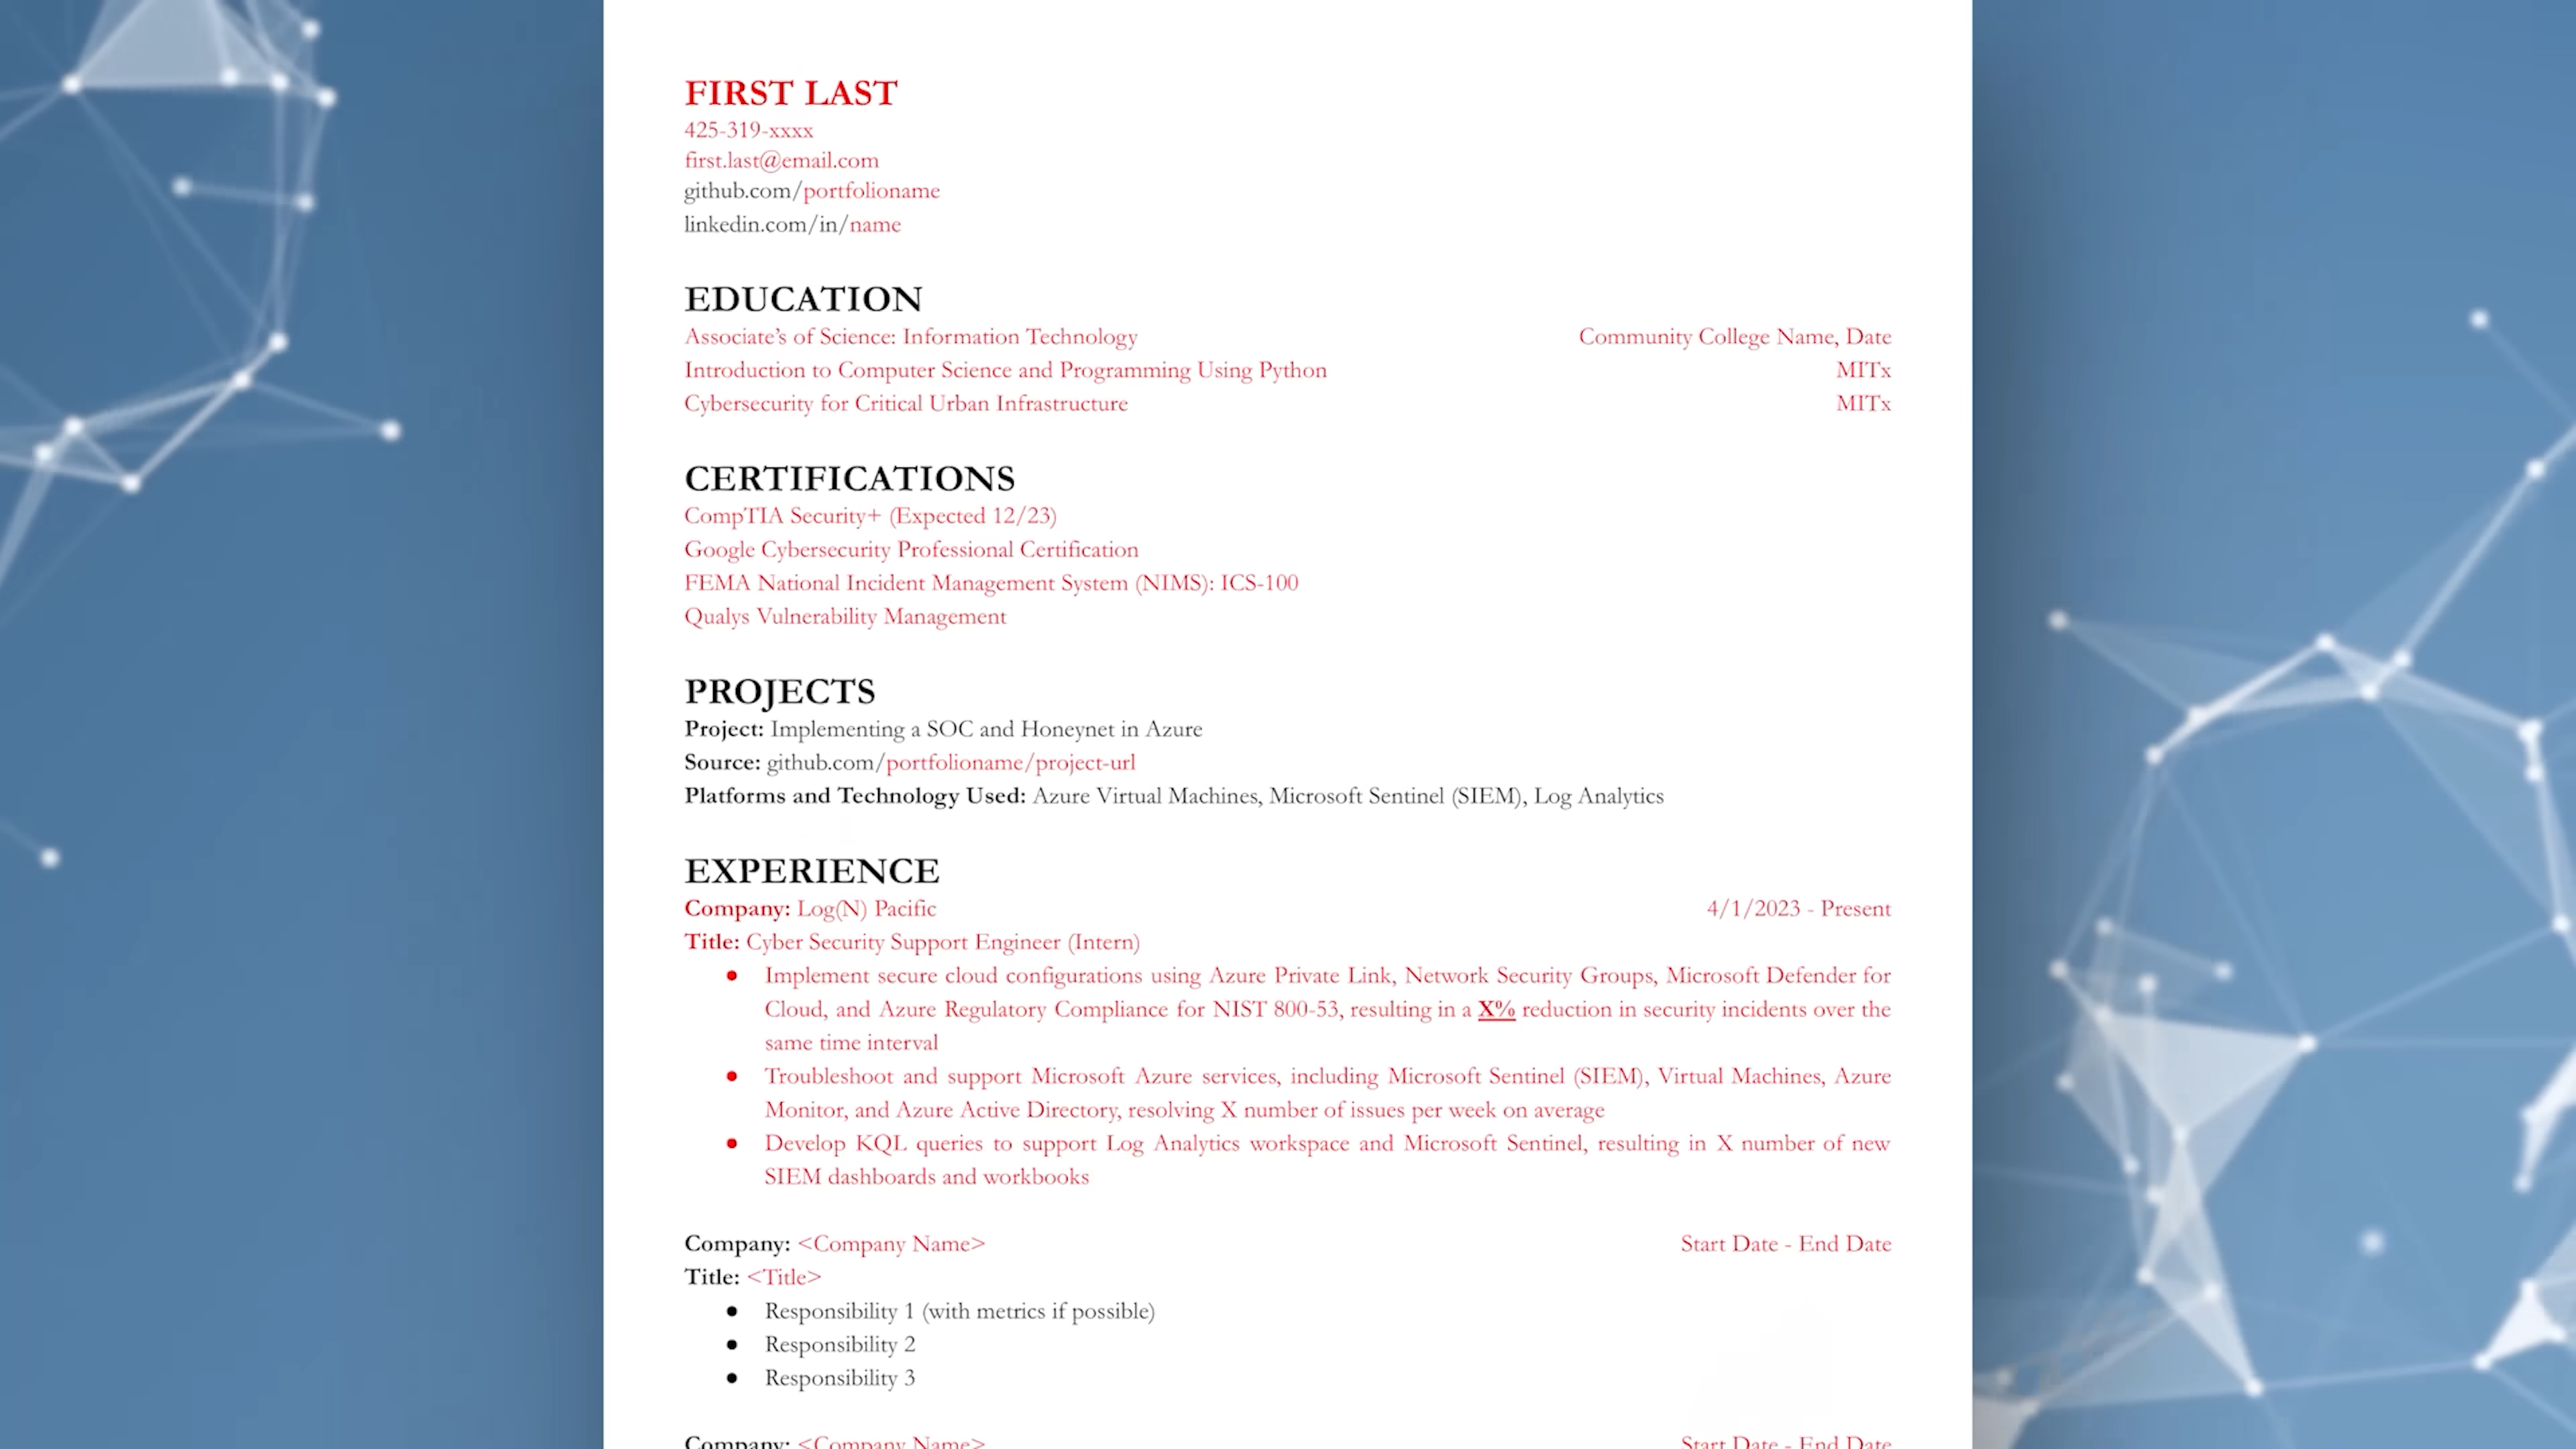 FIRST LAST
425-319-xxxx
first.last@email.com
github.com/portfolioname
linkedin.com/in/name
EDUCATION
Associate's of Science: Information Technology Community College Name, Date
Introduction to Computer Science and Programming Using Python MITx
Cybersecurity for Critical Urban Infrastructure MITx
CERTIFICATIONS
CompTIA Security+ (Expected 12/23)
Google Cybersecurity Professional Certification
FEMA National Incident Management System (NIMS): ICS-100
Qualys Vulnerability Management
PROJECTS
Project: Implementing a SOC and Honeynet in Azure
Source: github.com/portfolioname/project-url
Platforms and Technology Used: Azure Virtual Machines, Microsoft Sentinel (SIEM), Log Analytics
EXPERIENCE
Company: Log(N) Pacific 4/1/2023 - Present
Title: Cyber Security Support Engineer (Intern)
● Implement secure cloud configurations using Azure Private Link, Network Security Groups, Microsoft Defender for
Cloud, and Azure Regulatory Compliance for NIST 800-53, resulting in a X% reduction in security incidents over the
same time interval
● Troubleshoot and support Microsoft Azure services, including Microsoft Sentinel (SIEM), Virtual Machines, Azure
Monitor, and Azure Active Directory, resolving X number of issues per week on average
● Develop KQL queries to support Log Analytics workspace and Microsoft Sentinel, resulting in X number of new
SIEM dashboards and workbooks
Company: <Company Name> Start Date - End Date
Title: <Title>
● Responsibility 1 (with metrics if possible)
● Responsibility 2
● Responsibility 3
Company: <Company Name> Start Date - End Date